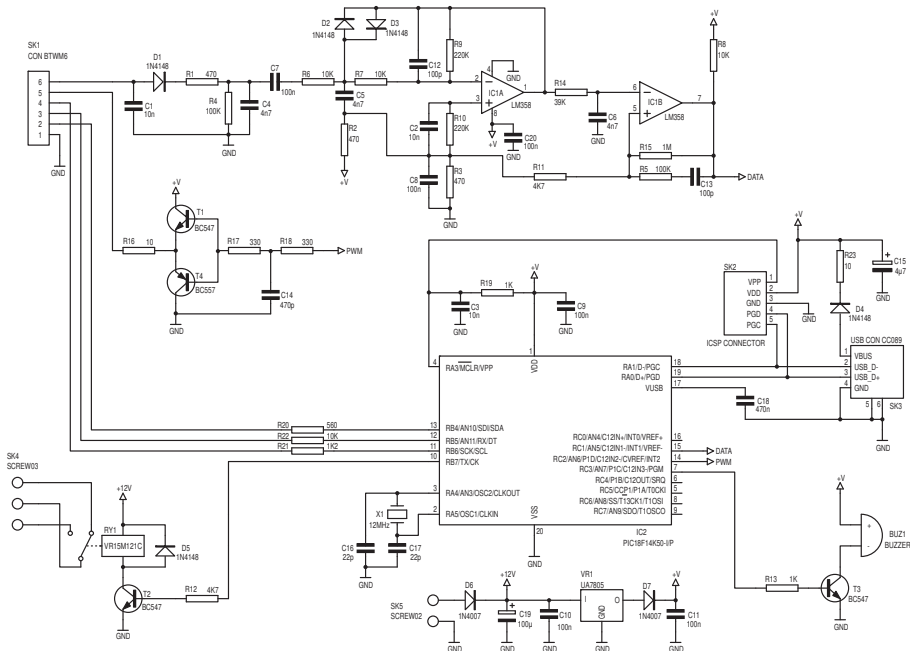 SK1
CON BTWM6
6
5
4
3
2
1
D1
1N4148
C1
10n
R1 470
R4
100K
C4
4n7
GND
C7
100n
R6 10K
D2
1N4148
D3
1N4148
C5
4n7
R7 10K
R2
470
+V
C12
100p
R9
220K
C2
10n
R10
220K
C8
100n
R3
470
GND
2
3
4
8
1
GND
IC1A
LM358
+V
C20
100n
GND
R14
39K
C6
4n7
GND
6
5
7
IC1B
LM358
+V
R8
10K
R15 1M
R5 100K
C13
100p
R11
4K7
DATA
GND
+V
T1
BC547
T4
BC557
R16 10
R17 330
R18 330
PWM
C14
470p
GND
GND
R19 1K
+V
C3
10n
GND
C9
100n
GND
SK2
VPP 1
VDD 2
GND 3
PGD 4
PGC 5
ICSP CONNECTOR
GND
+V
R23
10
D4
1N4148
C15
4µ7
GND
USB CON CC089
1 VBUS
2 USB_D-
3 USB_D+
4 GND
5 6
SK3
GND
C18
470n
4 RA3/MCLR/VPP
1
VDD
RA1/D-/PGC 18
RA0/D+/PGD 19
VUSB 17
13 RB4/AN10/SDI/SDA
12 RB5/AN11/RX/DT
11 RB6/SCK/SCL
10 RB7/TX/CK
3 RA4/AN3/OSC2/CLKOUT
2 RA5/OSC1/CLKIN
RC0/AN4/C12IN+/INT0/VREF+ 16
RC1/AN5/C12IN1-/INT1/VREF- 15
RC2/AN6/P1D/C12IN2-/CVREF/INT2 14
RC3/AN7/P1C/C12IN3-/PGM 7
RC4/P1B/C12OUT/SRQ 6
RC5/CCP1/P1A/T0CKI 5
RC6/AN8/SS/T13CK1/T1OSI 8
RC7/AN9/SDO/T1OSCO 9
DATA
PWM
VSS
20
GND
IC2
PIC18F14K50-I/P
R20 560
R22 10K
R21 1K2
X1
12MHz
C16
22p
C17
22p
GND
SK4
SCREW03
+12V
RY1
VR15M121C
D5
1N4148
T2
BC547
R12 4K7
GND
SK5
SCREW02
GND
D6
1N4007
+12V
C19
100µ
GND
C10
100n
GND
VR1
UA7805
I O
GND
GND
D7
1N4007
+V
C11
100n
GND
R13 1K
T3
BC547
GND
+V
+
-
BUZ1
BUZZER